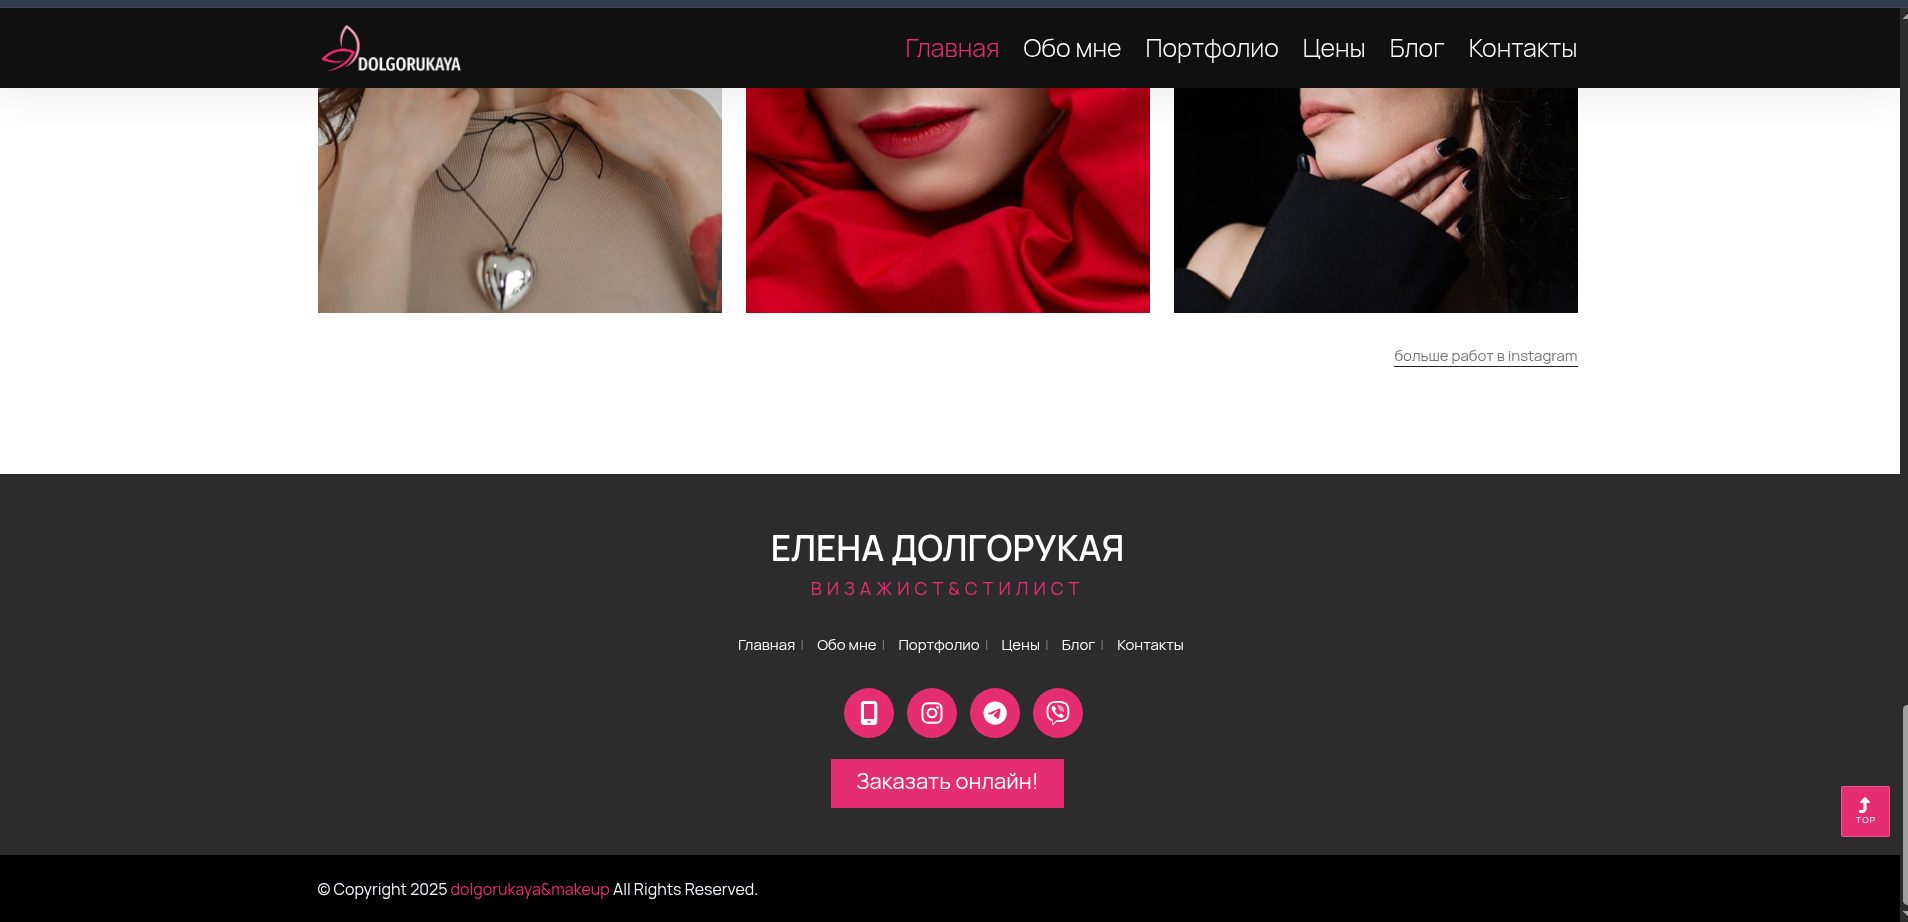 DOLGORUKAYA
Главная Обо мне Портфолио Цены Блог Контакты
больше работ в instagram
ЕЛЕНА ДОЛГОРУКАЯ
ВИЗАЖИСТ&СТИЛИСТ
Главная | Обо мне | Портфолио | Цены | Блог | Контакты
Заказать онлайн!
TOP
© Copyright 2025 dolgorukaya&makeup All Rights Reserved.